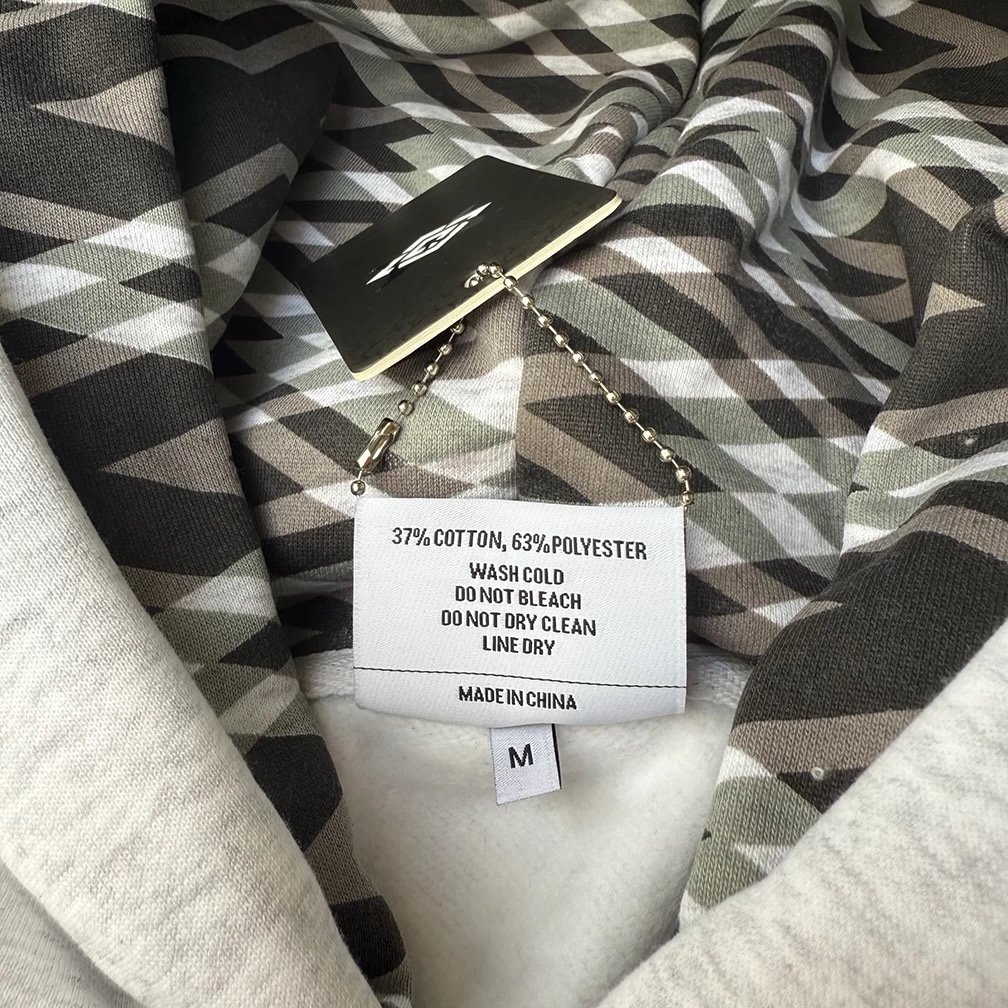 37% COTTON, 63% POLYESTER
WASH COLD
DO NOT BLEACH
DO NOT DRY CLEAN
LINE DRY
MADE IN CHINA
M